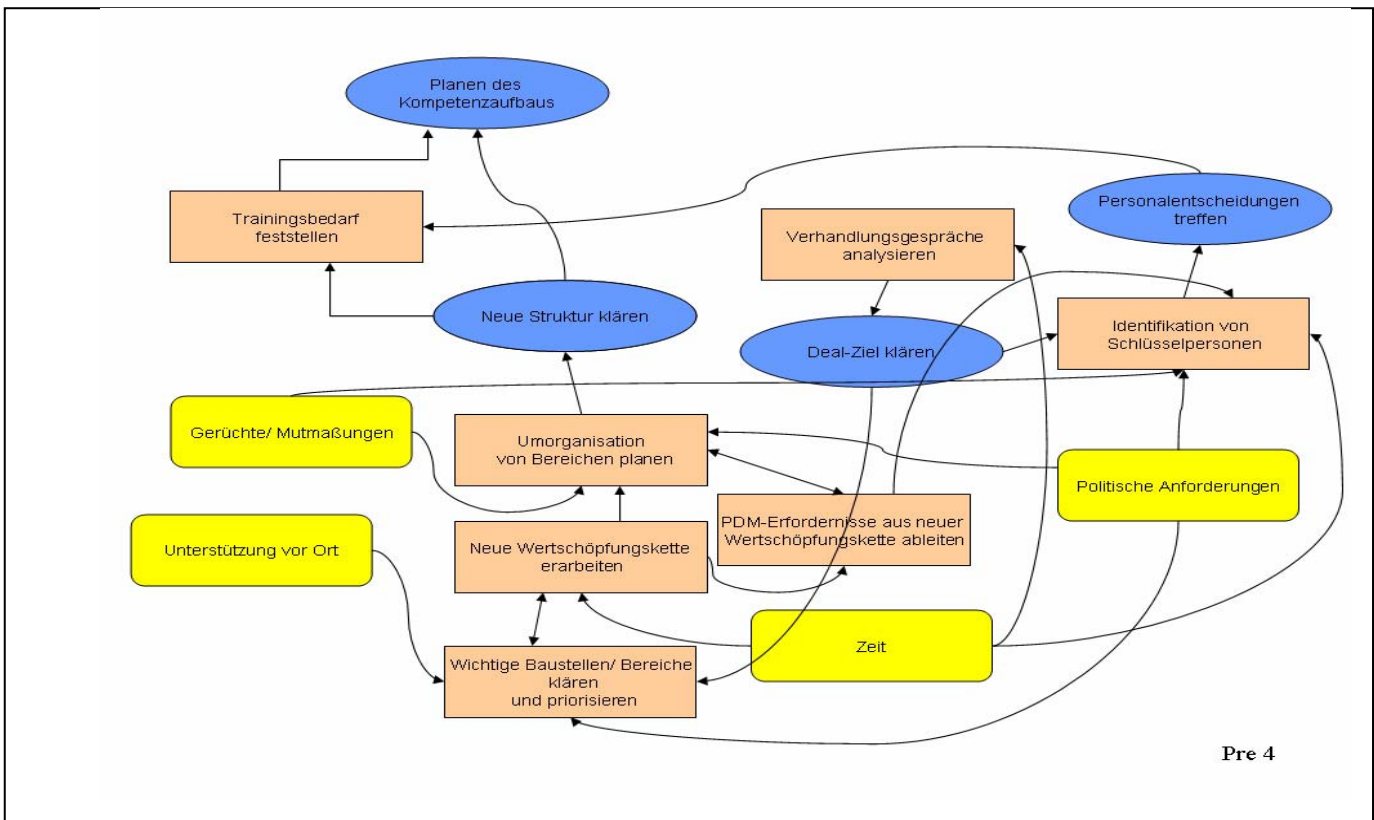 Planen des
Kompetenzaufbaus
Trainingsbedarf
feststellen
Personalentscheidungen
treffen
Verhandlungsgespräche
analysieren
Neue Struktur klären
Deal-Ziel klären
Identifikation von
Schlüsselpersonen
Gerüchte/ Mutmaßungen
Umorganisation
von Bereichen planen
Politische Anforderungen
PDM-Erfordernisse aus neuer
Wertschöpfungskette ableiten
Unterstützung vor Ort
Neue Wertschöpfungskette
erarbeiten
Zeit
Wichtige Baustellen/ Bereiche
klären
und priorisieren
Pre 4